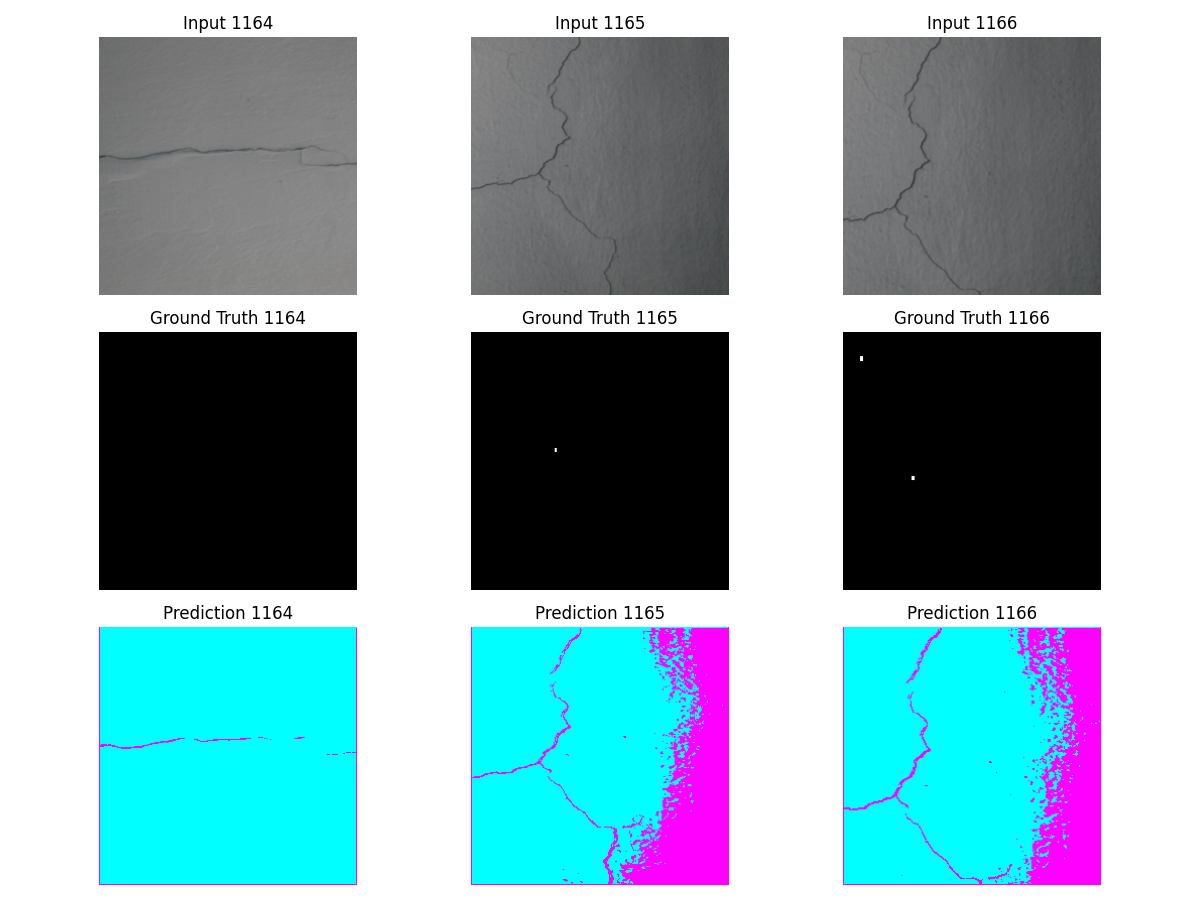 Input 1164
Input 1165
Input 1166
Ground Truth 1164
Ground Truth 1165
Ground Truth 1166
Prediction 1164
Prediction 1165
Prediction 1166